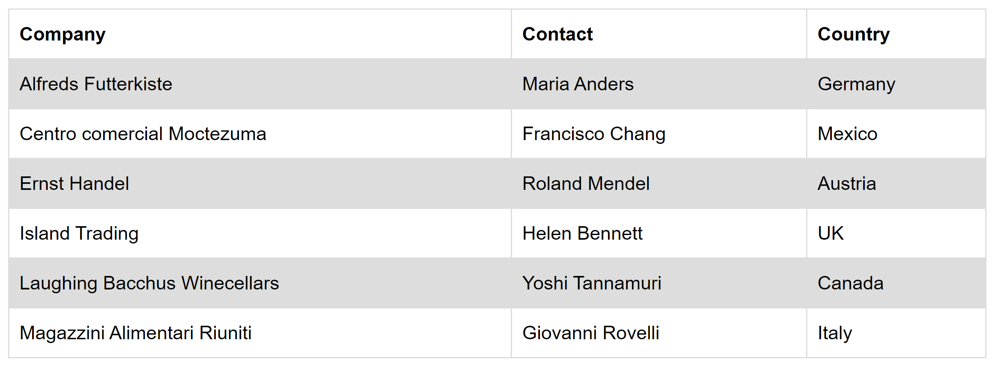 Company Contact Country
Alfreds Futterkiste Maria Anders Germany
Centro comercial Moctezuma Francisco Chang Mexico
Ernst Handel Roland Mendel Austria
Island Trading Helen Bennett UK
Laughing Bacchus Winecellars Yoshi Tannamuri Canada
Magazzini Alimentari Riuniti Giovanni Rovelli Italy